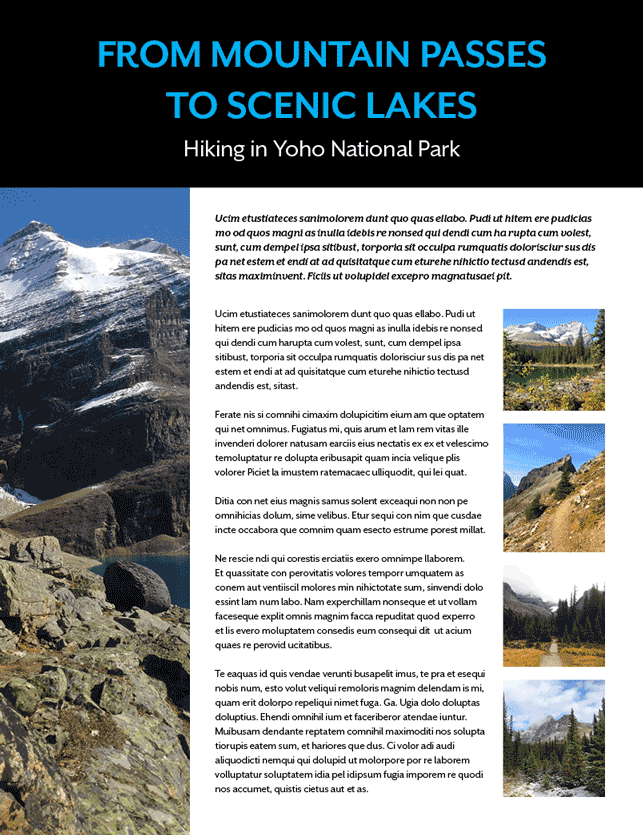 FROM MOUNTAIN PASSES
TO SCENIC LAKES
Hiking in Yoho National Park
Ucim etustiateces sanimolorem dunt quo quas ellabo. Pudi ut hitem ere pudicias
mo od quos magni as inulla idebis re nonsed qui dendi cum ha rupta cum volest,
sunt, cum dempel ipsa sitibust, torporia sit occulpa rumquatis dolorisciur sus dis
pa net estem et endi at ad quisitatque cum eturehe nihictio tectusd andendis est,
sitas maximinvent. Ficiis ut volupidel excepro magnatusaei pit.
Ucim etustiateces sanimolorem dunt quo quas ellabo. Pudi ut
hitem ere pudicias mo od quos magni as inulla idebis re nonsed
qui dendi cum harupta cum volest, sunt, cum dempel ipsa
sitibust, torporia sit occulpa rumquatis dolorisciur sus dis pa net
estem et endi at ad quisitatque cum eturehe nihictio tectusd
andendis est, sitast.
Ferate nis si comnihi cimaxim dolupicitim eium am que optatem
qui net omnimus. Fugiatus mi, quis arum et lam rem vitas ille
invenderi dolorer natusam earciis eius nectatis ex ex et velescimo
temoluptatur re dolupta eribusapit quam incia velique plis
volorer Piciet la imustem ratemacaec ulliquodit, qui lei quat.
Ditia con net eius magnis samus solent exceaqui non non pe
omnihicias dolum, sime velibus. Etur sequi con nim que cusdae
incte occabora que comnim quam esecto estrume porest millat.
Ne rescie ndi qui corestis erciatiis exero omnimpe llaborem.
Et quassitate con perovitatis volores temporr umquatem as
conem aut ventiiscil molores min nihictotate sum, sinvendi dolo
essint lam num labo. Nam experchillam nonseque et ut vollam
faceseque explit omnis magnim facca repuditat quod experro
et lis evero moluptatem consedis eum consequi dit ut acium
quaes re perovid ucitatibus.
Te eaquas id quis vendae verunti busapelit imus, te pra et esequi
nobis num, esto volut veliqui remoloris magnim delendam is mi,
quam erit dolorpo repeliqui nimet fuga. Ga. Ugia dolo doluptas
doluptius. Ehendi omnihil ium et faceriberor atendae iuntur.
Muibusam dendante reptatem comnihil maximoditi nos solupta
tiorupis eatem sum, et hariores que dus. Ci volor adi audi
aliquodicti nemqui qui dolupid ut molorpore por re laborem
volluptatur soluptatem idia pel idipsum fugia imporem re quodi
nos accumet, quistis cietus aut et as.